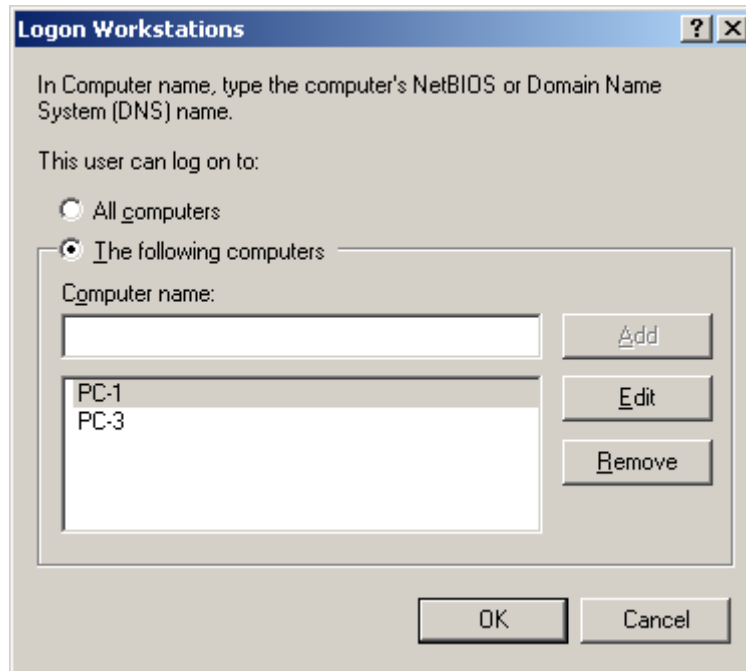 Logon Workstations
In Computer name, type the computer's NetBIOS or Domain Name
System (DNS) name.
This user can log on to:
All computers
The following computers
Computer name:
Add
PC-1
Edit
PC-3
Remove
OK
Cancel